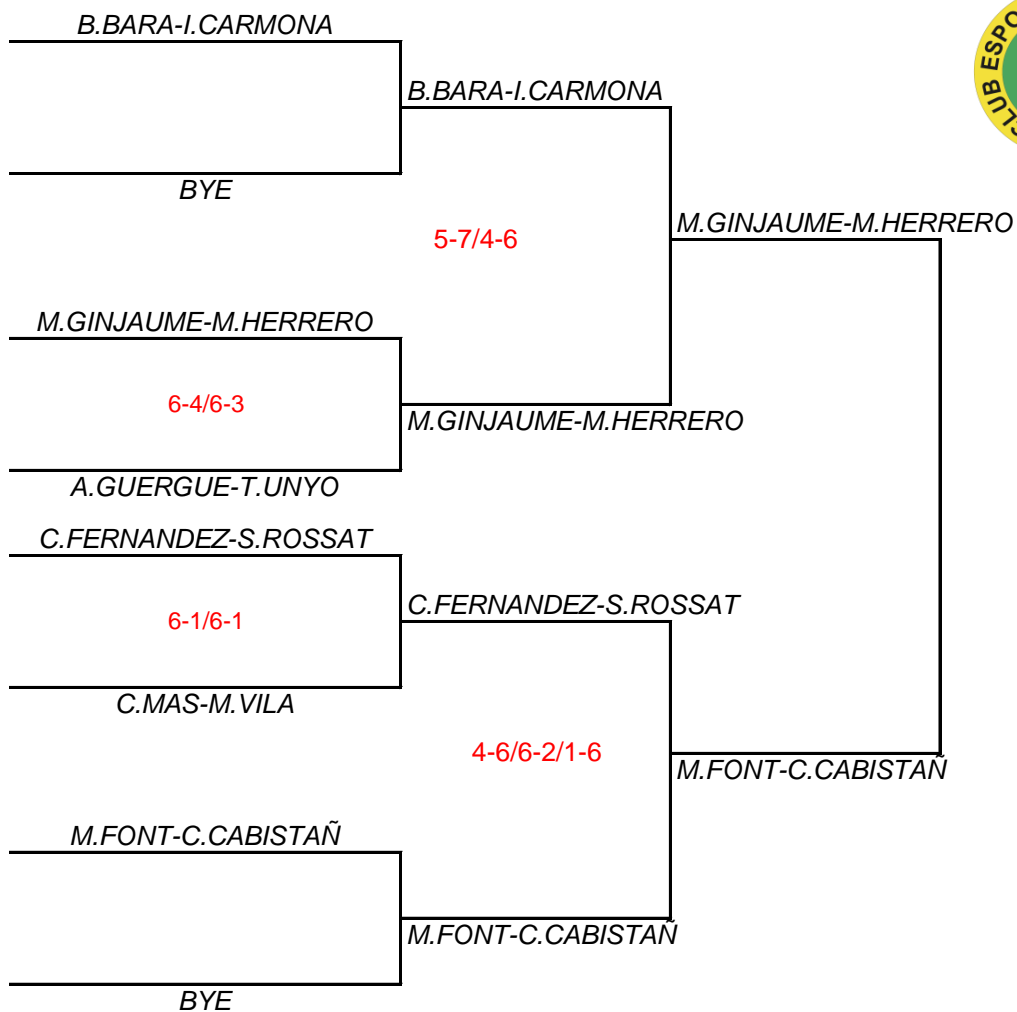 B.BARA-I.CARMONA
B.BARA-I.CARMONA
BYE
5-7/4-6
M.GINJAUME-M.HERRERO
M.GINJAUME-M.HERRERO
6-4/6-3
M.GINJAUME-M.HERRERO
A.GUERGUE-T.UNYO
C.FERNANDEZ-S.ROSSAT
C.FERNANDEZ-S.ROSSAT
6-1/6-1
C.MAS-M.VILA
4-6/6-2/1-6
M.FONT-C.CABISTAÑ
M.FONT-C.CABISTAÑ
M.FONT-C.CABISTAÑ
BYE
CLUB ESPO